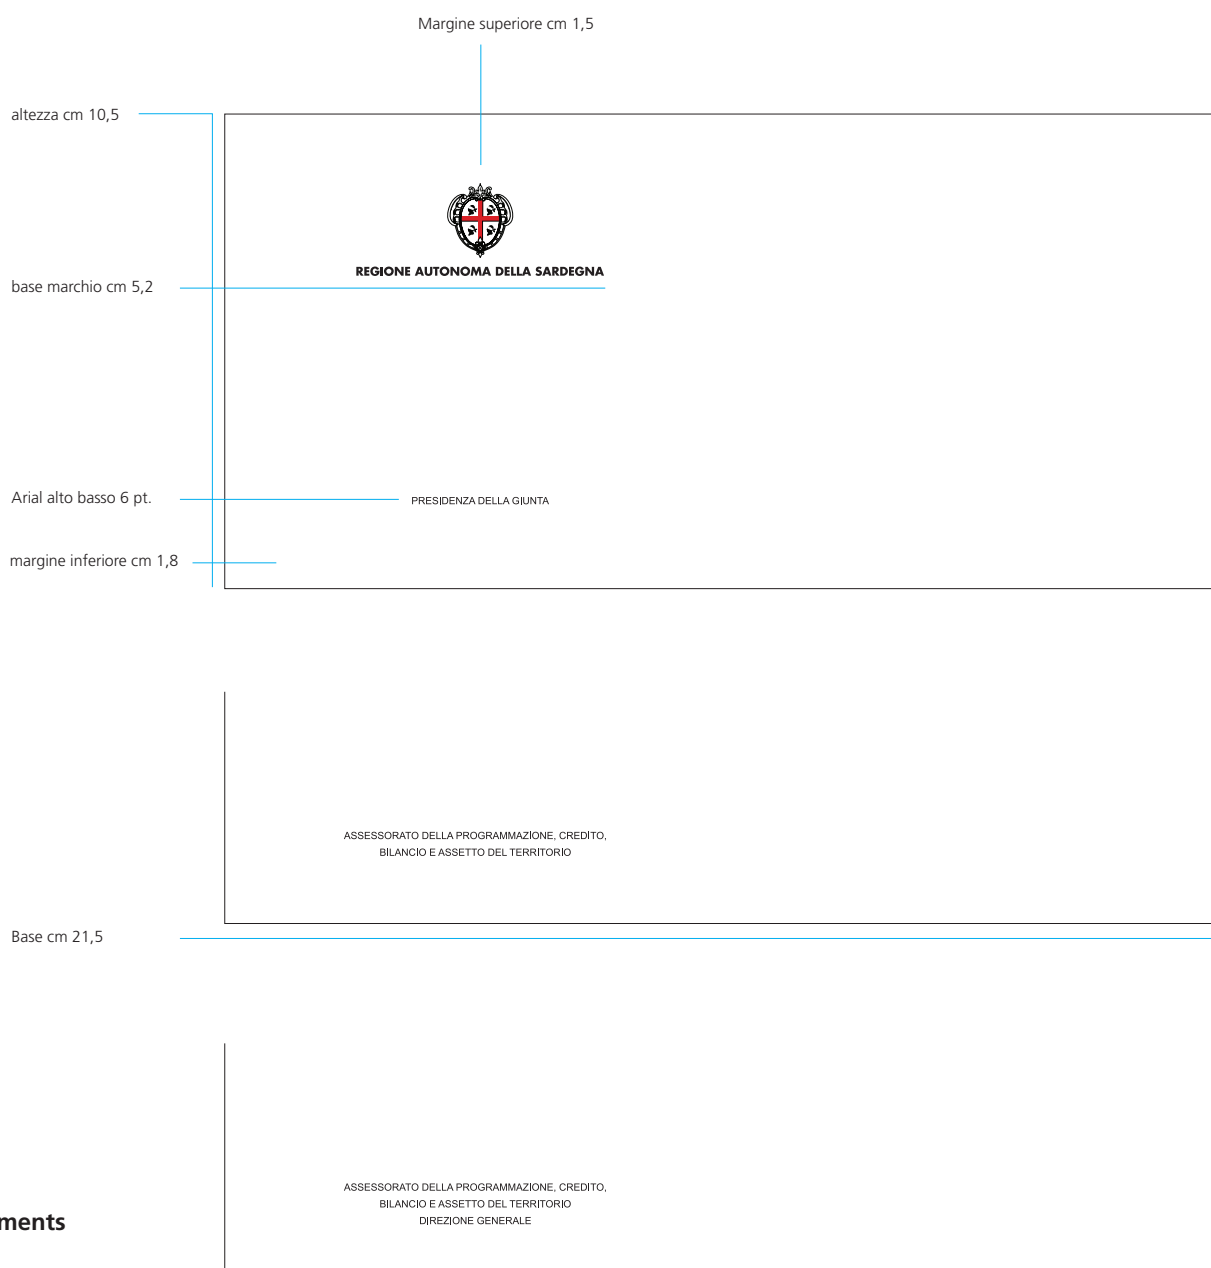 Margine superiore cm 1,5
altezza cm 10,5
REGIONE AUTONOMA DELLA SARDEGNA
base marchio cm 5,2
Arial alto basso 6 pt.
PRESIDENZA DELLA GIUNTA
margine inferiore cm 1,8
ASSESSORATO DELLA PROGRAMMAZIONE, CREDITO,
BILANCIO E ASSETTO DEL TERRITORIO
Base cm 21,5
ASSESSORATO DELLA PROGRAMMAZIONE, CREDITO,
BILANCIO E ASSETTO DEL TERRITORIO
DIREZIONE GENERALE
ments